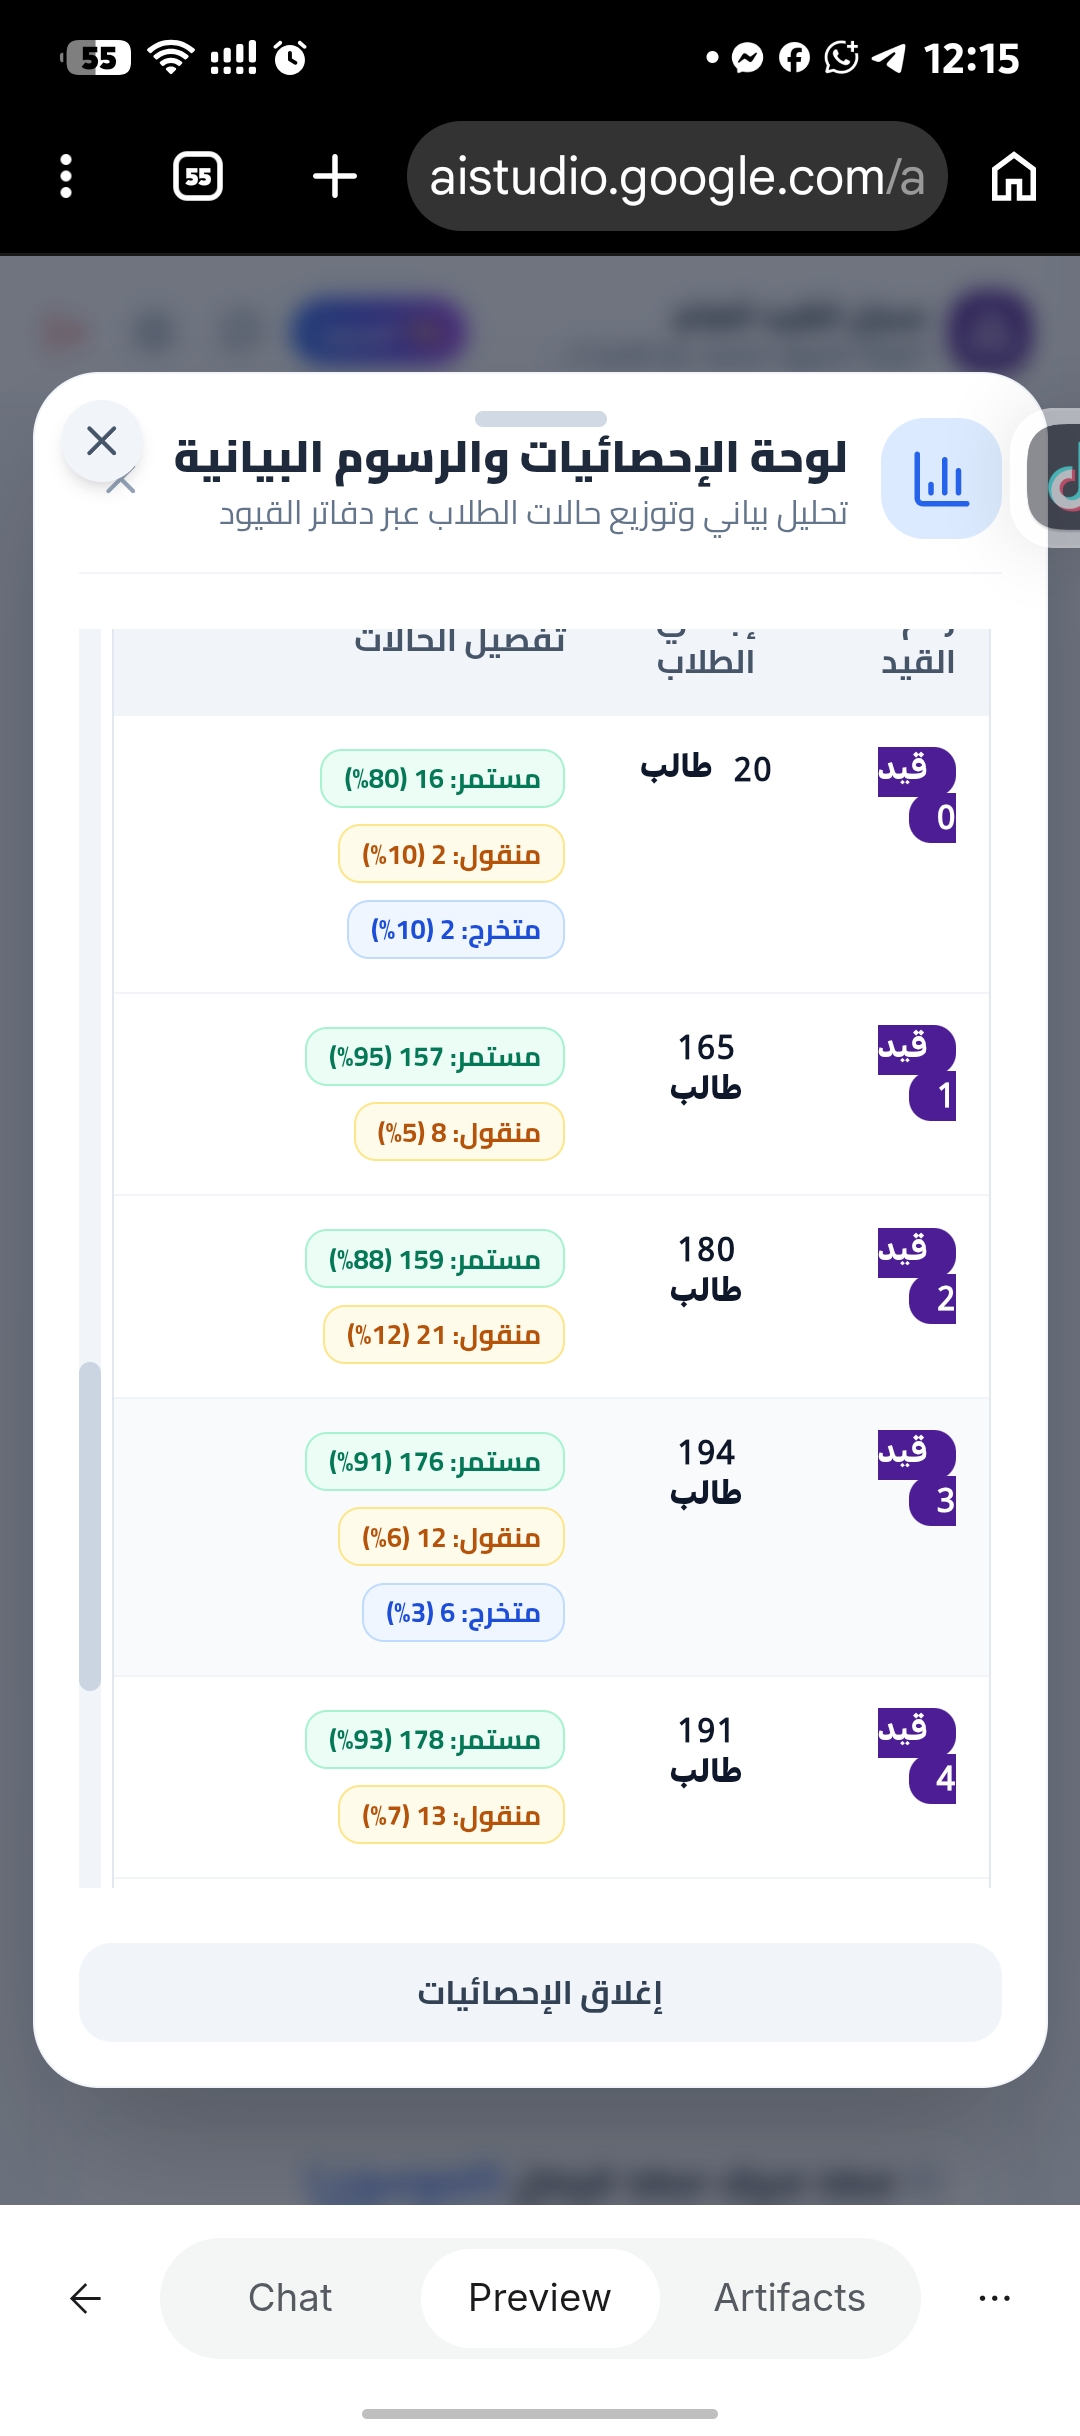 55
12:15
55
aistudio.google.com/a
لوحة الإحصائيات والرسوم البيانية
تحليل بياني وتوزيع حالات الطلاب عبر دفاتر القيود
القيد
الطلاب
تفصيل الحالات
قيد 0
20 طالب
مستمر: 16 (80%)
منقول: 2 (10%)
متخرج: 2 (10%)
قيد 1
165 طالب
مستمر: 157 (95%)
منقول: 8 (5%)
قيد 2
180 طالب
مستمر: 159 (88%)
منقول: 21 (12%)
قيد 3
194 طالب
مستمر: 176 (91%)
منقول: 12 (6%)
متخرج: 6 (3%)
قيد 4
191 طالب
مستمر: 178 (93%)
منقول: 13 (7%)
إغلاق الإحصائيات
Chat
Preview
Artifacts